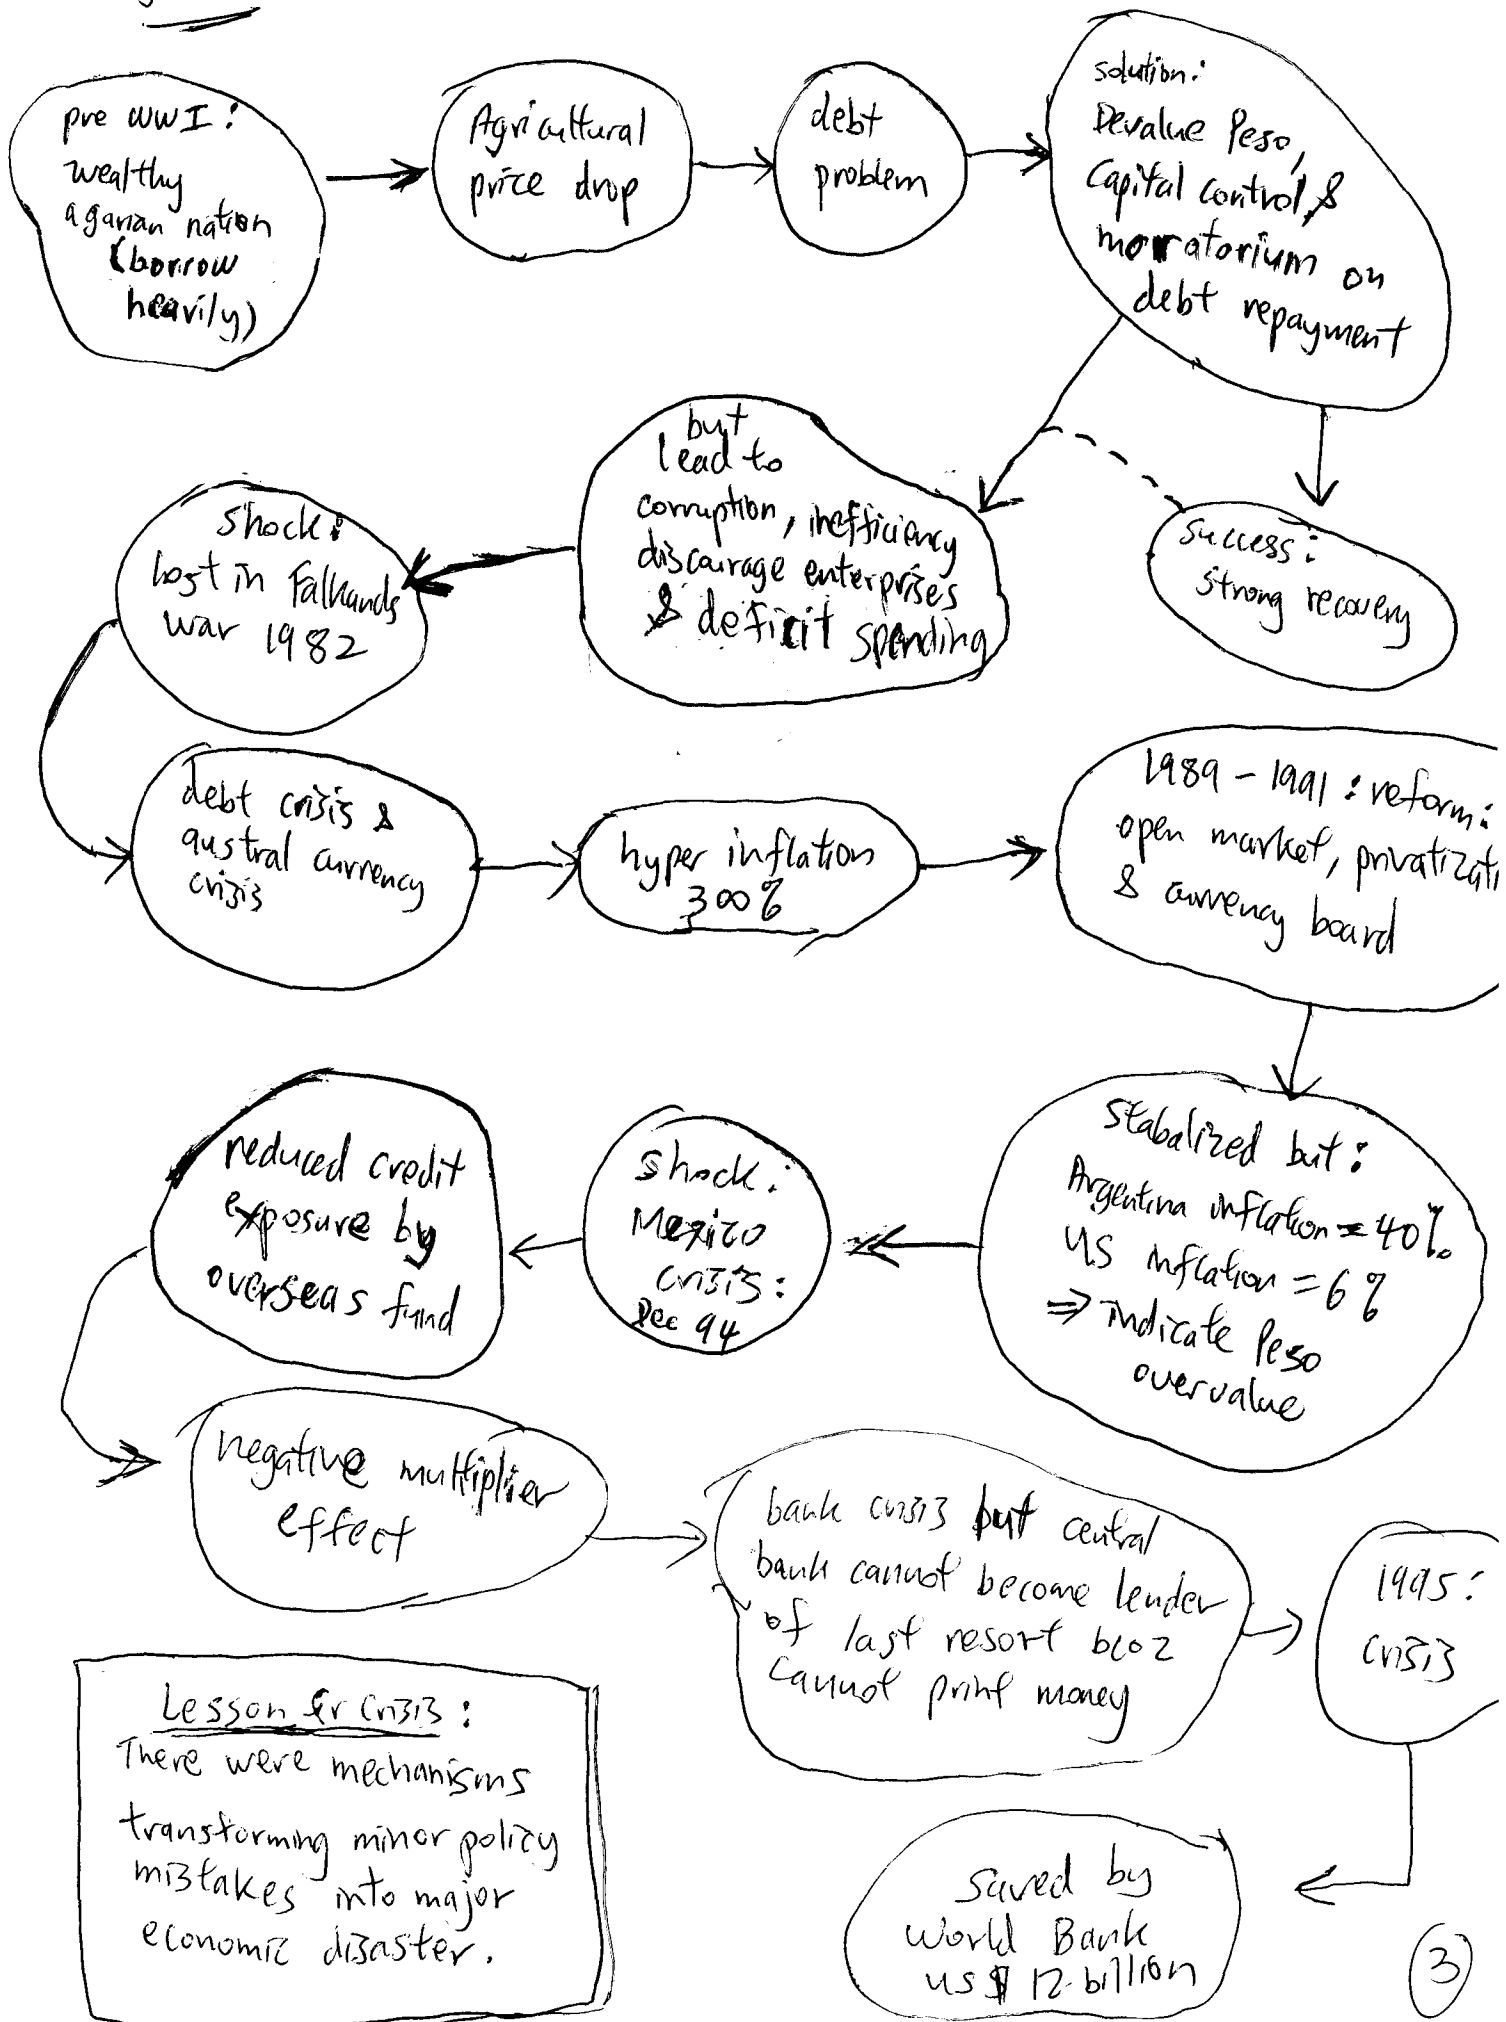 pre WWI:
wealthy
agarian nation
(borrow
heavily)
Agricultural
price drop
debt
problem
solution:
Devalue Peso,
Capital control, &
moratorium on
debt repayment
success:
strong recovery
but
lead to
corruption, inefficiency
discourage enterprises
& deficit spending
shock:
lost in Falkands
war 1982
debt crisis &
austral currency
crisis
hyper inflation
300%
1989 - 1991 : reform:
open market, privatizati
& currency board
stabalized but:
Argentina inflation = 40%
US inflation = 6%
⇒ indicate Peso
overvalue
shock:
Mexico
crisis:
Dec 94
reduced credit
exposure by
overseas fund
negative multiplier
effect
bank crisis but central
bank cannot become lender
of last resort bcoz
cannot print money
1995:
crisis
Saved by
World Bank
US$ 12 billion
Lesson fr crisis:
There were mechanisms
transforming minor policy
mistakes into major
economic disaster.
3